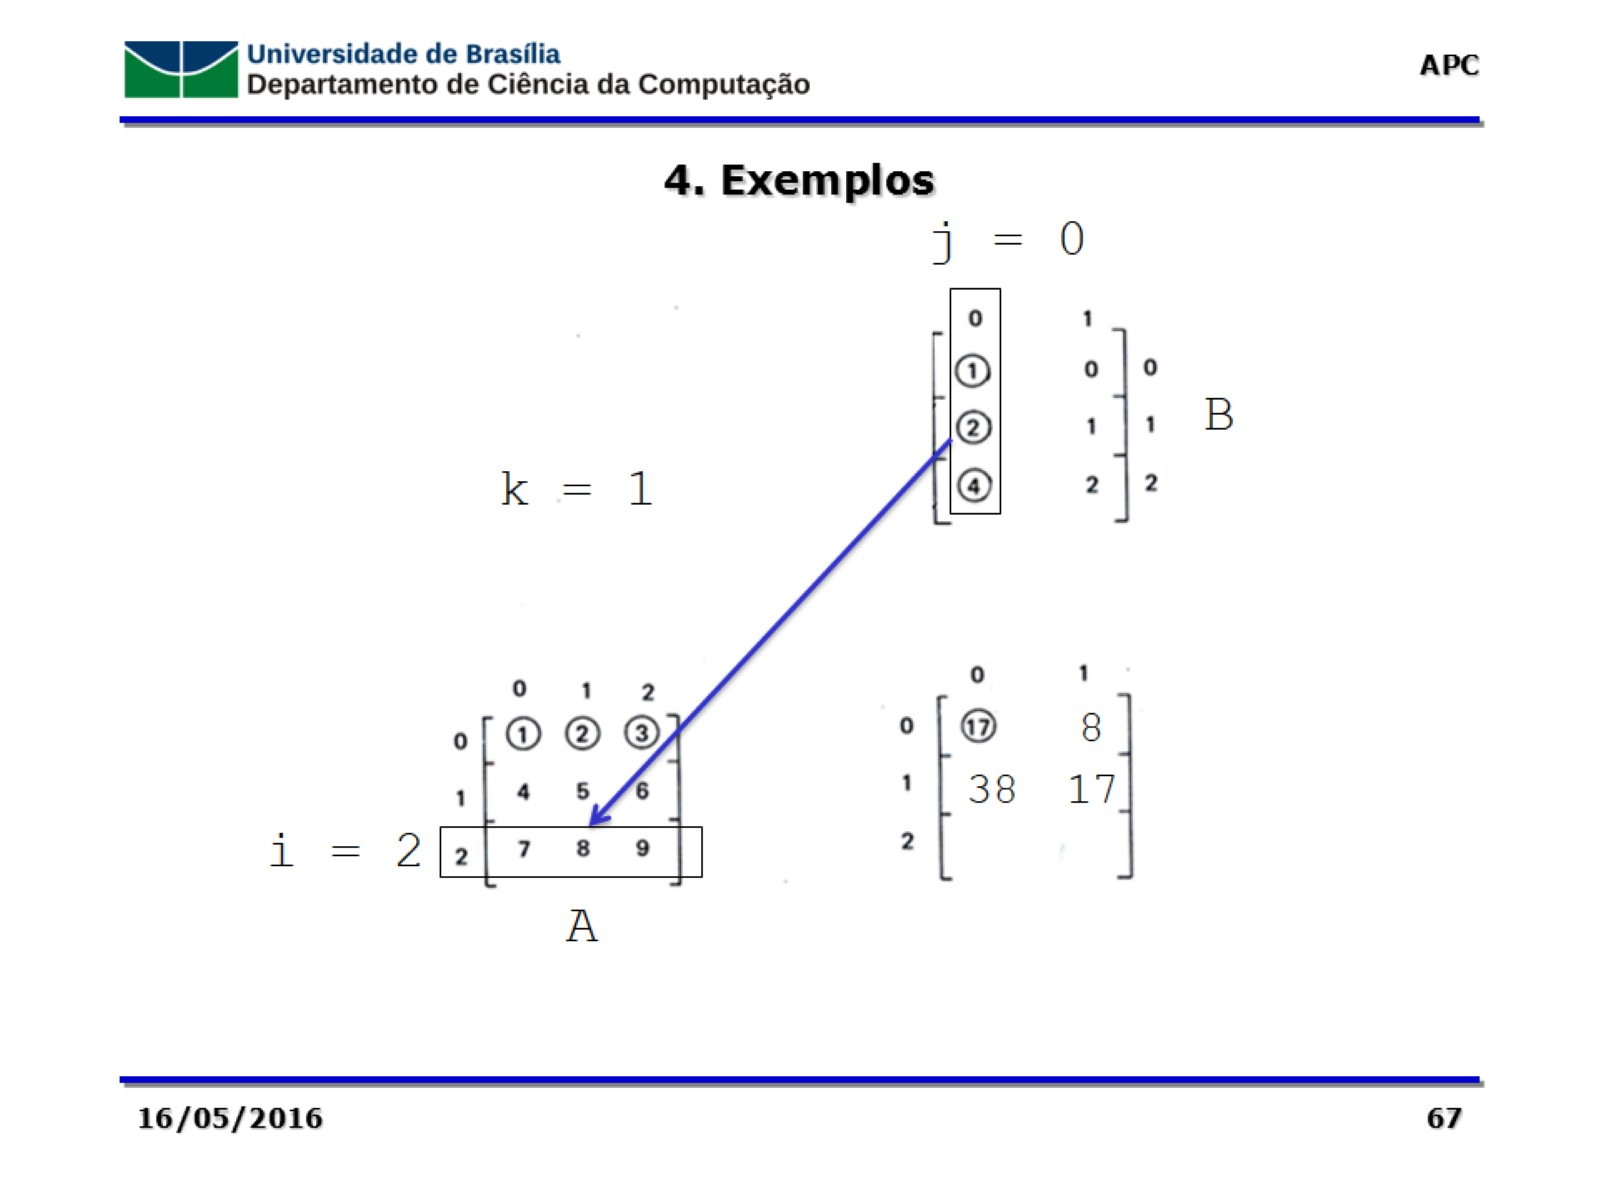 Universidade de Brasília
Departamento de Ciência da Computação
APC
4. Exemplos
j = 0
0 1
1 0 0
2 1 1
4 2 2
B
k = 1
0 1 2
0 1 2 3
1 4 5 6
i = 2 2 7 8 9
A
0 1
0 17 8
1 38 17
2
16/05/2016
67